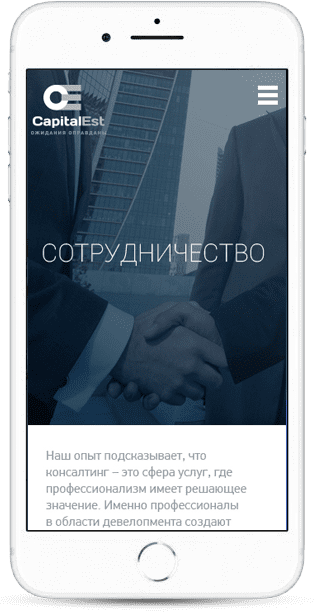 CapitalEst
ОЖИДАНИЯ ОПРАВДАНЫ
СОТРУДНИЧЕСТВО
Наш опыт подсказывает, что
консалтинг – это сфера услуг, где
профессионализм имеет решающее
значение. Именно профессионалы
в области девелопмента создают